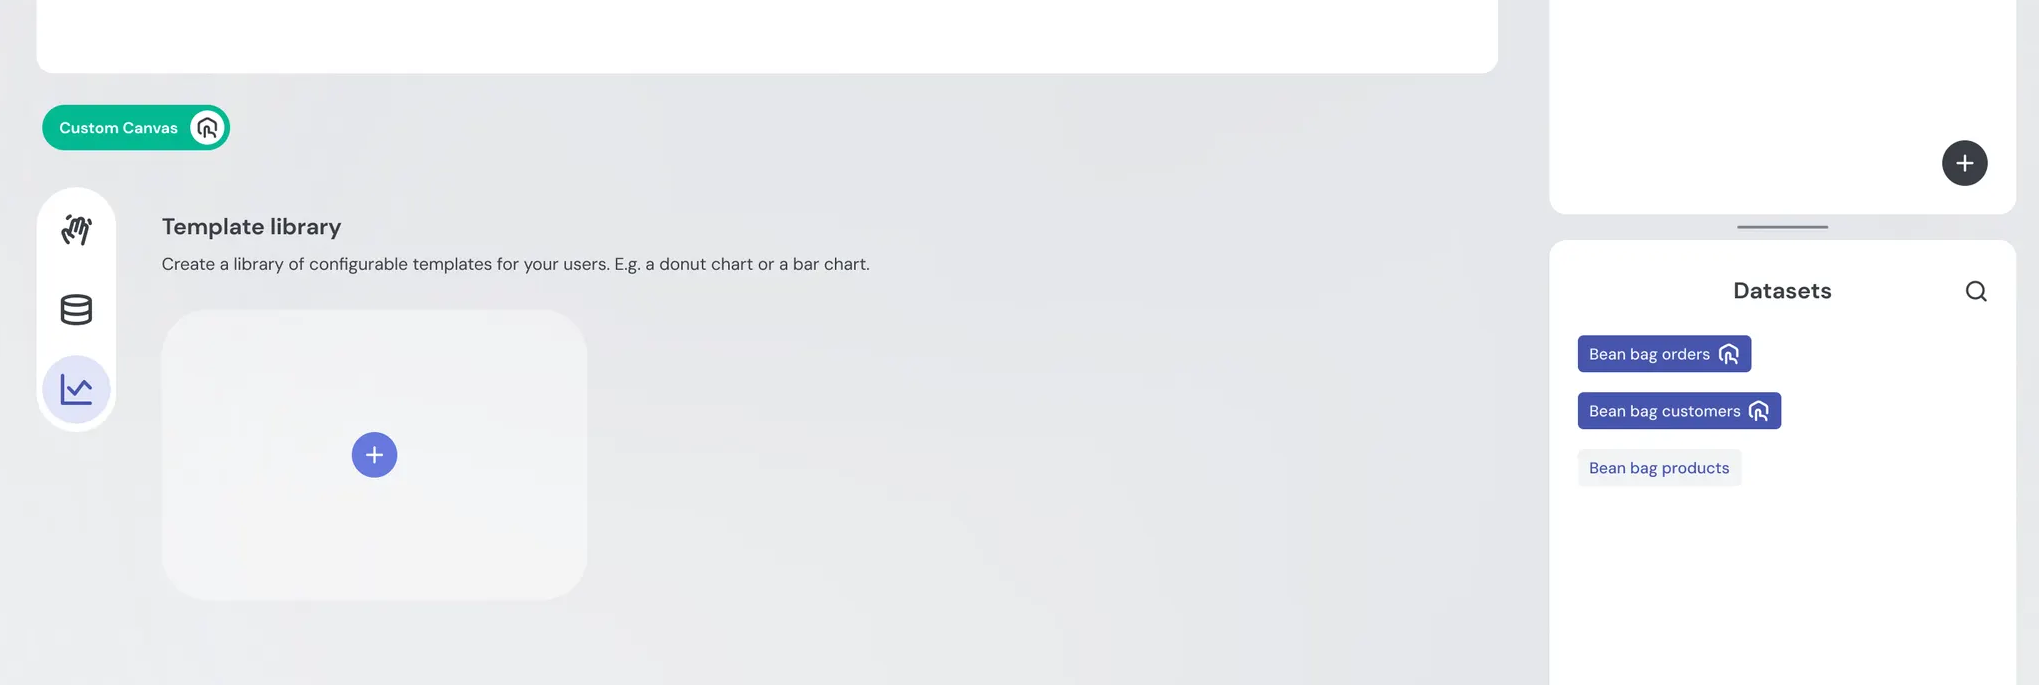 Custom Canvas
Template library
Create a library of configurable templates for your users. E.g. a donut chart or a bar chart.
Datasets
Bean bag orders
Bean bag customers
Bean bag products